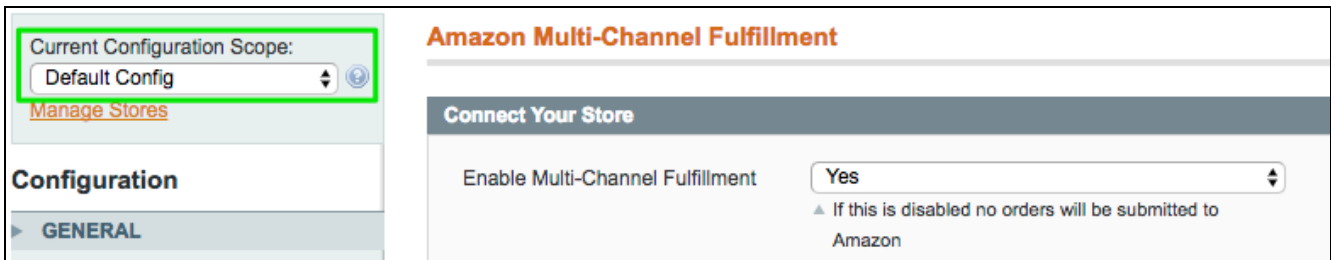 Current Configuration Scope:
Default Config
Manage Stores
Configuration
GENERAL
Amazon Multi-Channel Fulfillment
Connect Your Store
Enable Multi-Channel Fulfillment
Yes
If this is disabled no orders will be submitted to
Amazon